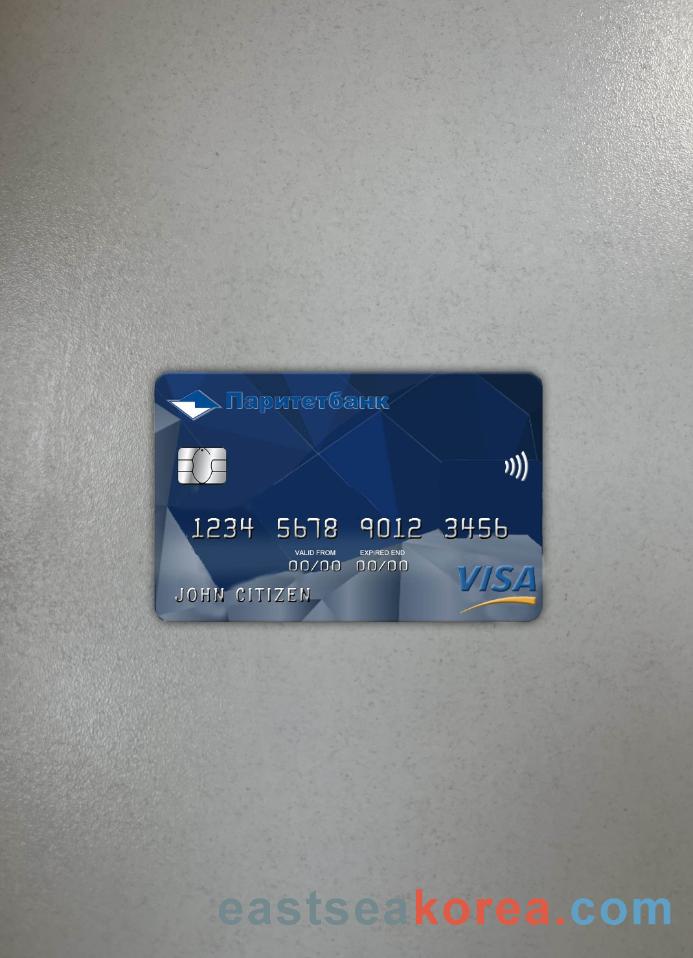 Паритетбанк
1234 5678 9012 3456
VALID FROM EXPIRED END
00/00 00/00
VISA
JOHN CITIZEN
eastseakorea.com